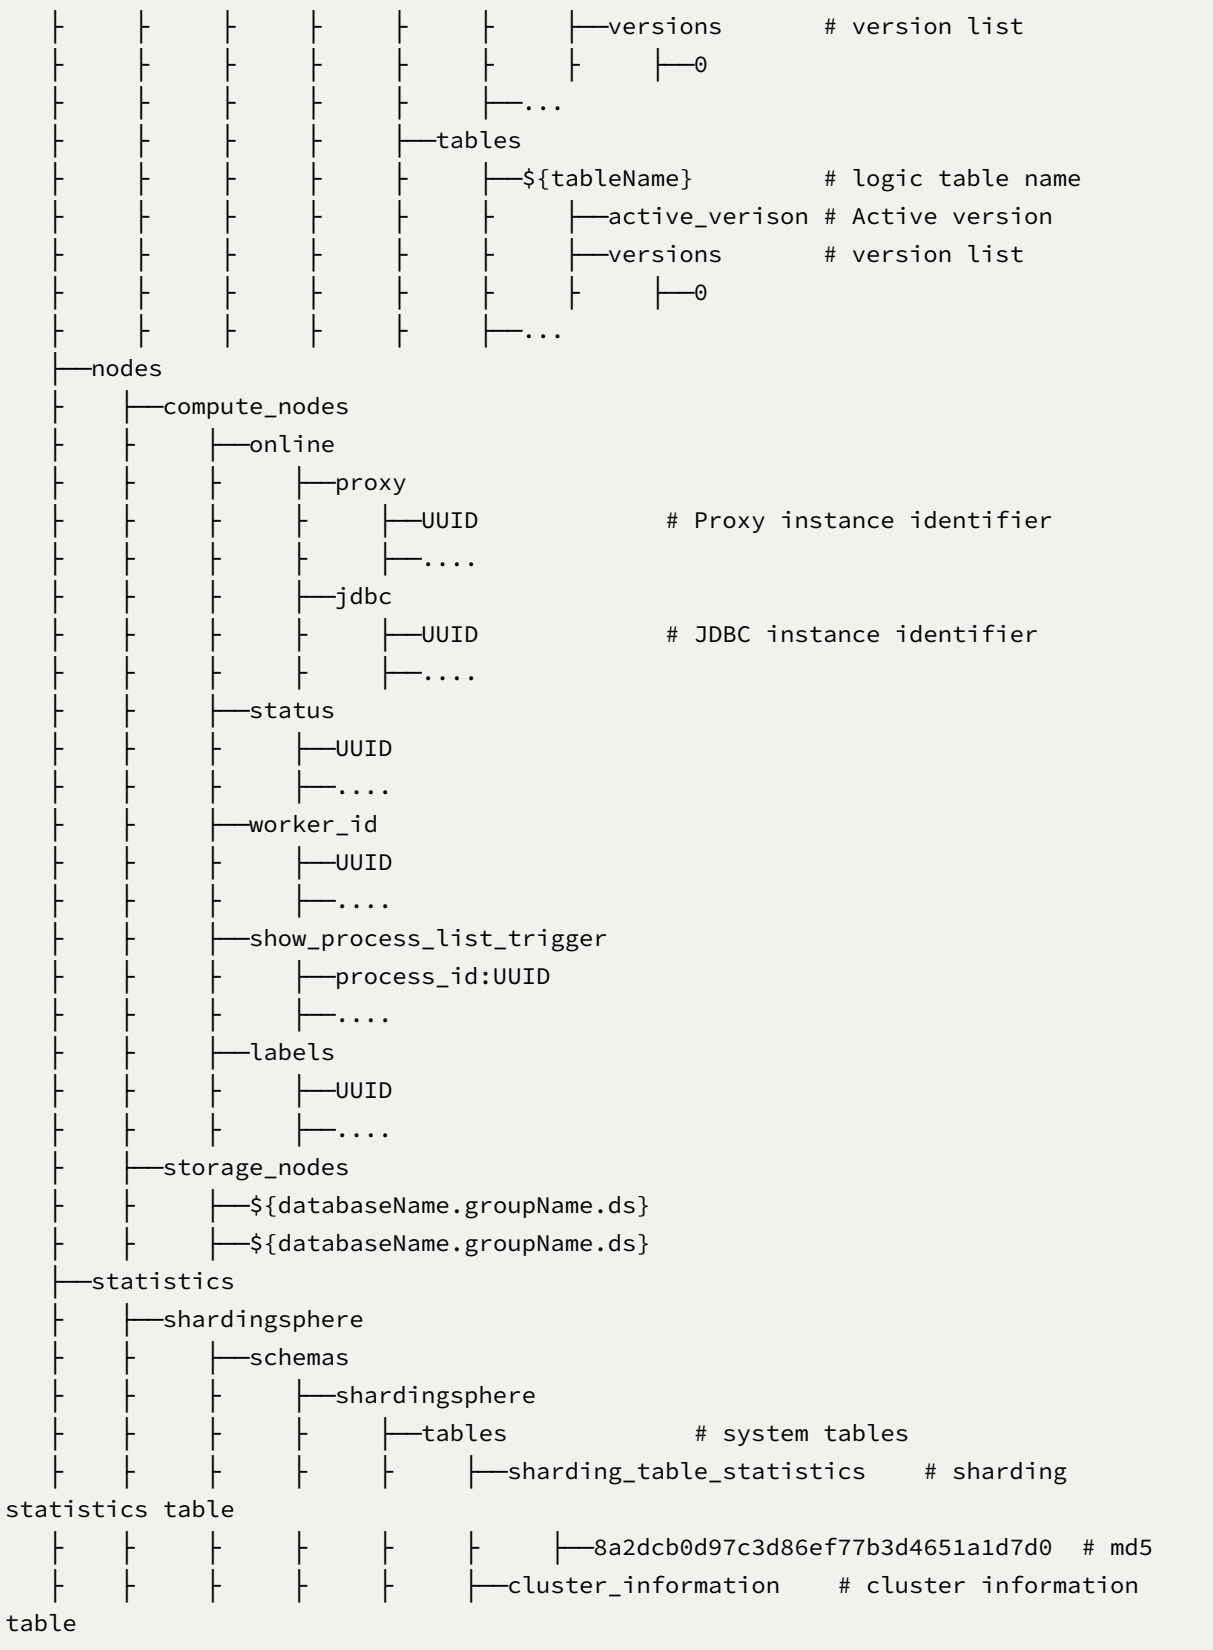 ├      ├      ├      ├      ├      ├      ├──versions       # version list
├      ├      ├      ├      ├      ├      ├      ├──0
├      ├      ├      ├      ├      ├──...
├      ├      ├      ├      ├──tables
├      ├      ├      ├      ├      ├──${tableName}         # logic table name
├      ├      ├      ├      ├      ├      ├──active_verison # Active version
├      ├      ├      ├      ├      ├      ├──versions       # version list
├      ├      ├      ├      ├      ├      ├      ├──0
├      ├      ├      ├      ├      ├──...
├──nodes
├     ├──compute_nodes
├     ├      ├──online
├     ├      ├      ├──proxy
├     ├      ├      ├      ├──UUID             # Proxy instance identifier
├     ├      ├      ├      ├──....
├     ├      ├      ├──jdbc
├     ├      ├      ├      ├──UUID             # JDBC instance identifier
├     ├      ├      ├      ├──....
├     ├      ├──status
├     ├      ├      ├──UUID
├     ├      ├      ├──....
├     ├      ├──worker_id
├     ├      ├      ├──UUID
├     ├      ├      ├──....
├     ├      ├──show_process_list_trigger
├     ├      ├      ├──process_id:UUID
├     ├      ├      ├──....
├     ├      ├──labels
├     ├      ├      ├──UUID
├     ├      ├      ├──....
├     ├──storage_nodes
├     ├      ├──${databaseName.groupName.ds}
├     ├      ├──${databaseName.groupName.ds}
├──statistics
├     ├──shardingsphere
├     ├      ├──schemas
├     ├      ├      ├──shardingsphere
├     ├      ├      ├      ├──tables             # system tables
├     ├      ├      ├      ├      ├──sharding_table_statistics    # sharding
statistics table
├     ├      ├      ├      ├      ├      ├──8a2dcb0d97c3d86ef77b3d4651a1d7d0  # md5
├     ├      ├      ├      ├      ├──cluster_information    # cluster information
table